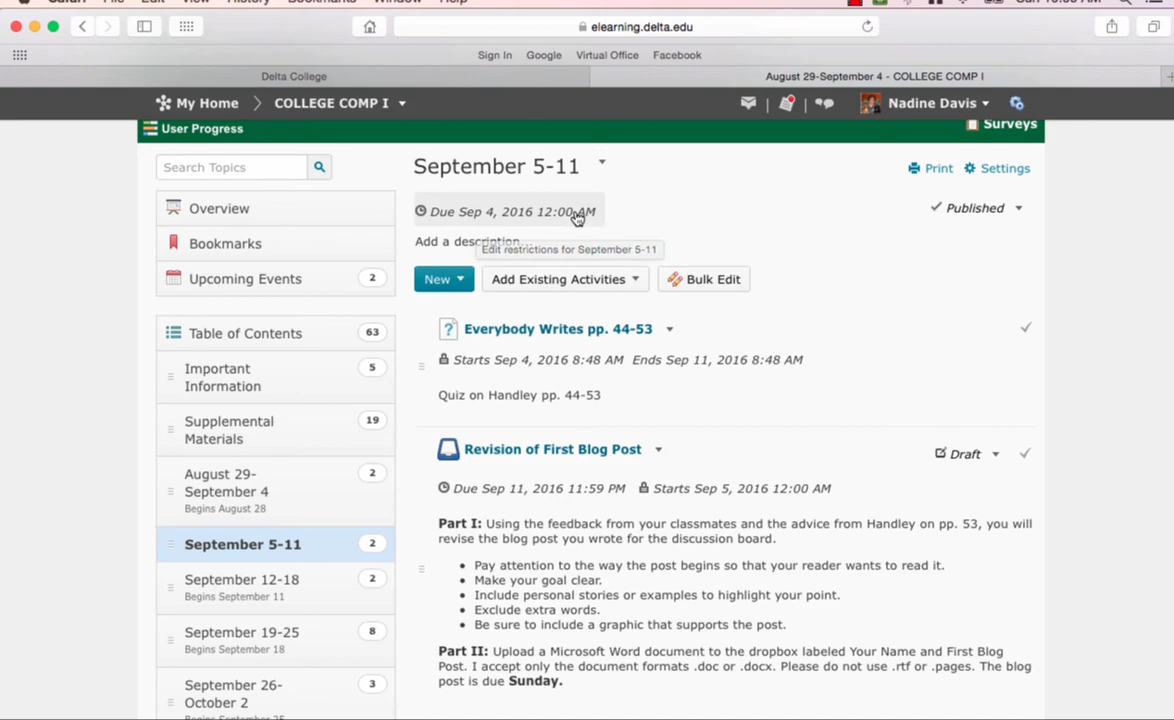 elearning.delta.edu
Sign In Google Virtual Office Facebook
Delta College
August 29-September 4 - COLLEGE COMP I
My Home
COLLEGE COMP I
Nadine Davis
User Progress
Surveys
Search Topics
Overview
Bookmarks
Upcoming Events 2
Table of Contents 63
Important
Information
5
Supplemental
Materials
19
August 29-
September 4
Begins August 28
2
September 5-11 2
September 12-18
Begins September 11
2
September 19-25
Begins September 18
8
September 26-
October 2
3
September 5-11
Print Settings
Due Sep 4, 2016 12:00 AM
Published
Add a description...
Edit restrictions for September 5-11
New
Add Existing Activities
Bulk Edit
Everybody Writes pp. 44-53
Starts Sep 4, 2016 8:48 AM Ends Sep 11, 2016 8:48 AM
Quiz on Handley pp. 44-53
Revision of First Blog Post
Draft
Due Sep 11, 2016 11:59 PM Starts Sep 5, 2016 12:00 AM
Part I: Using the feedback from your classmates and the advice from Handley on pp. 53, you will
revise the blog post you wrote for the discussion board.
• Pay attention to the way the post begins so that your reader wants to read it.
• Make your goal clear.
• Include personal stories or examples to highlight your point.
• Exclude extra words.
• Be sure to include a graphic that supports the post.
Part II: Upload a Microsoft Word document to the dropbox labeled Your Name and First Blog
Post. I accept only the document formats .doc or .docx. Please do not use .rtf or .pages. The blog
post is due Sunday.